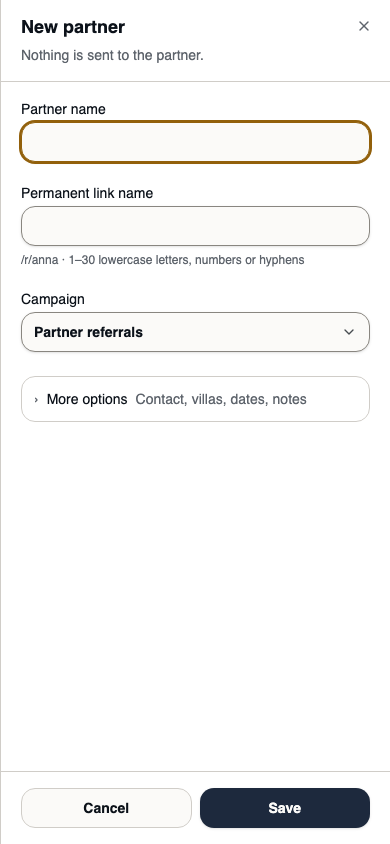 New partner
Nothing is sent to the partner.
Partner name
Permanent link name
/r/anna · 1–30 lowercase letters, numbers or hyphens
Campaign
Partner referrals
More options Contact, villas, dates, notes
Cancel
Save